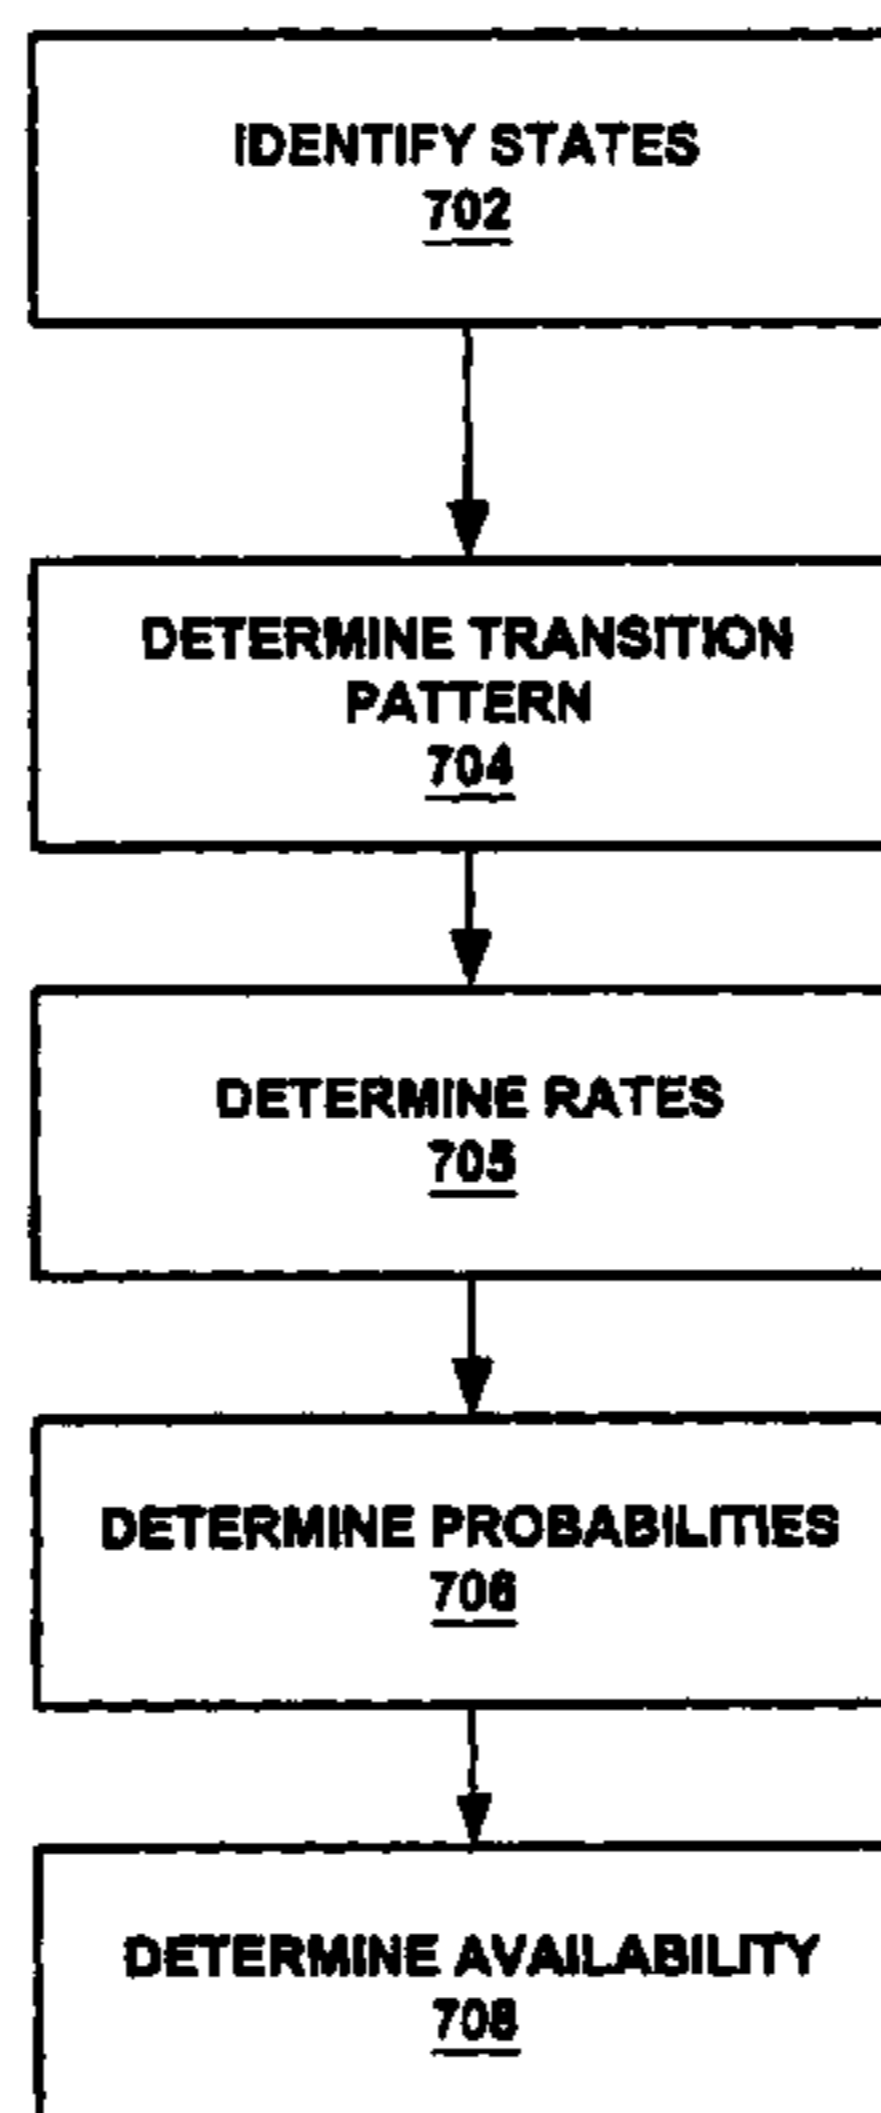 IDENTIFY STATES
702
DETERMINE TRANSITION
PATTERN
704
DETERMINE RATES
705
DETERMINE PROBABILITIES
706
DETERMINE AVAILABILITY
708